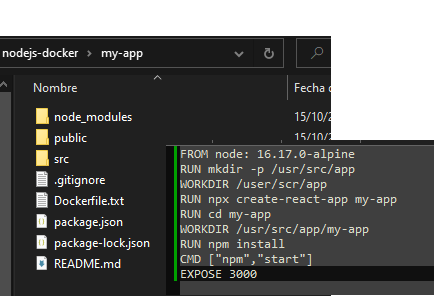 nodejs-docker > my-app
Nombre
Fecha d
node_modules
15/10/2
public
15/10/2
src
.gitignore
Dockerfile.txt
package.json
package-lock.json
README.md
FROM node: 16.17.0-alpine
RUN mkdir -p /usr/src/app
WORKDIR /user/scr/app
RUN npx create-react-app my-app
RUN cd my-app
WORKDIR /usr/src/app/my-app
RUN npm install
CMD ["npm","start"]
EXPOSE 3000